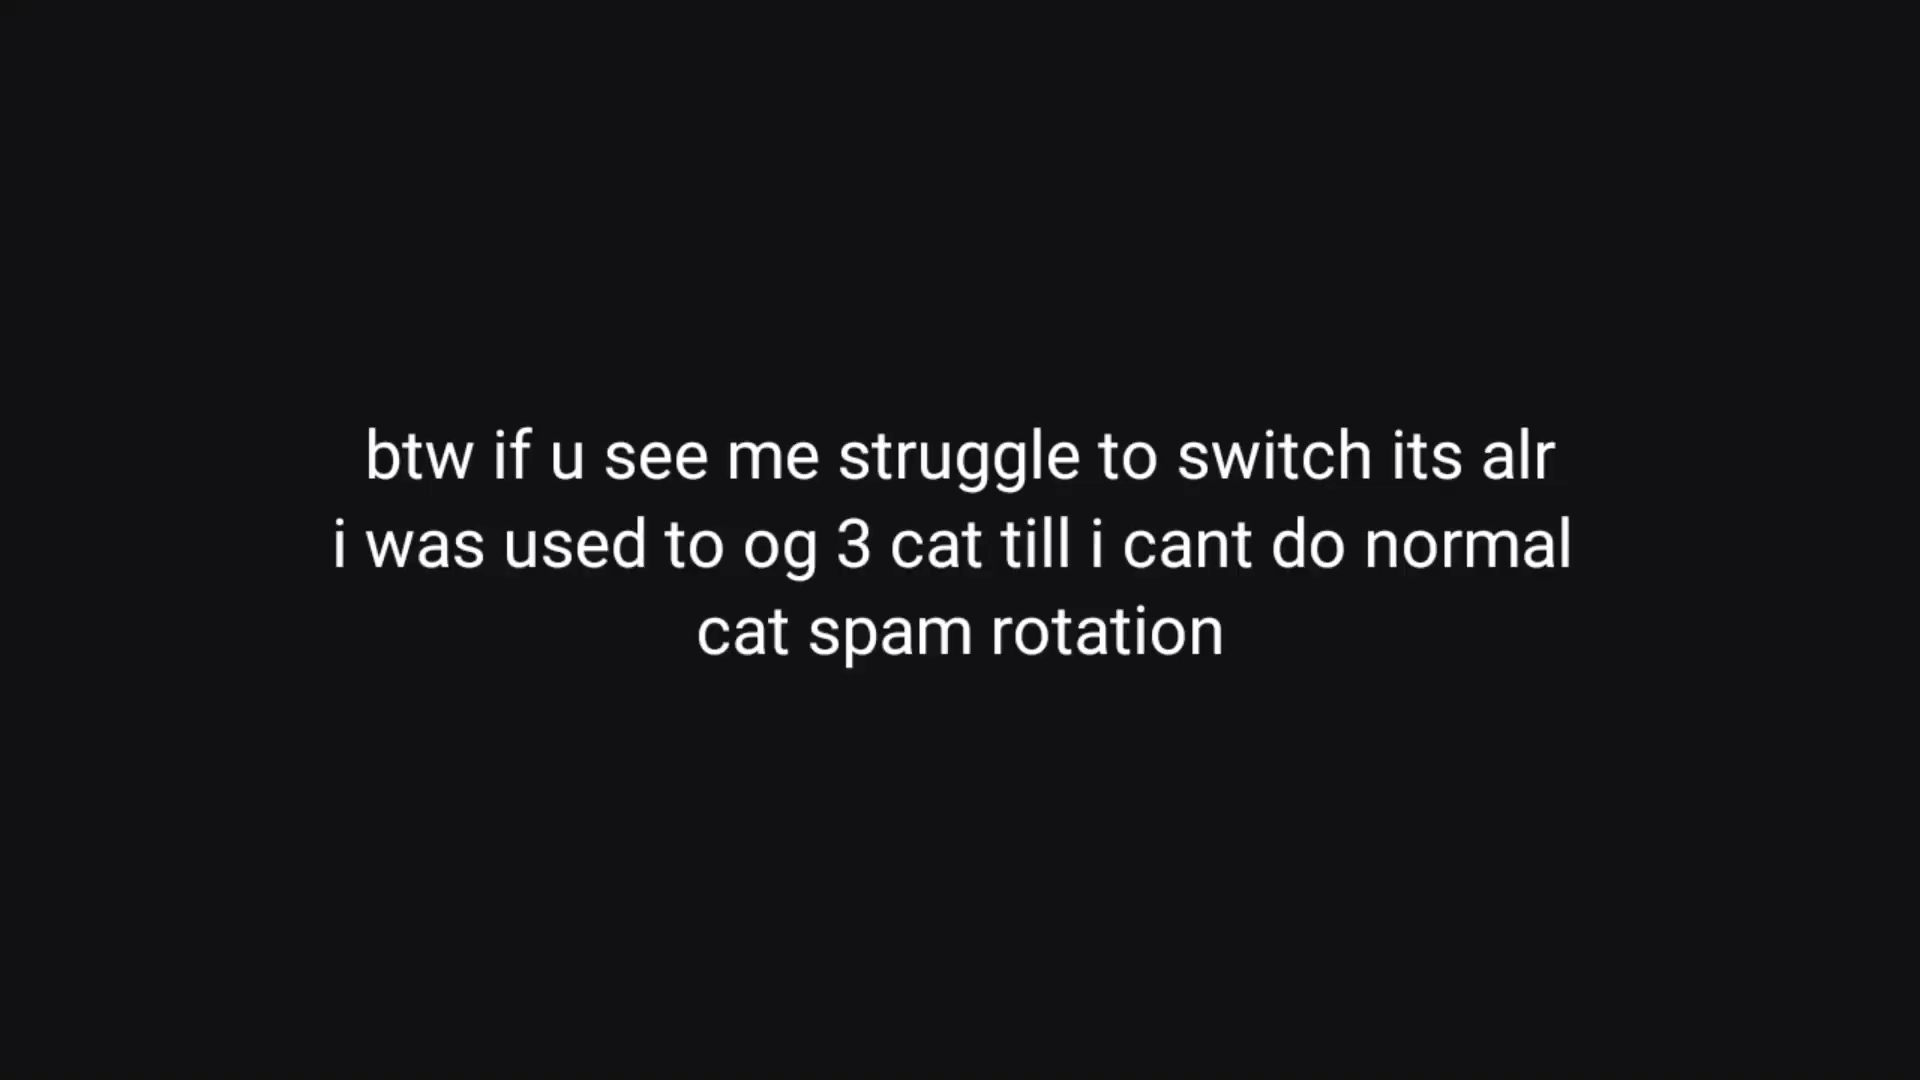 btw if u see me struggle to switch its alr
i was used to og 3 cat till i cant do normal
cat spam rotation